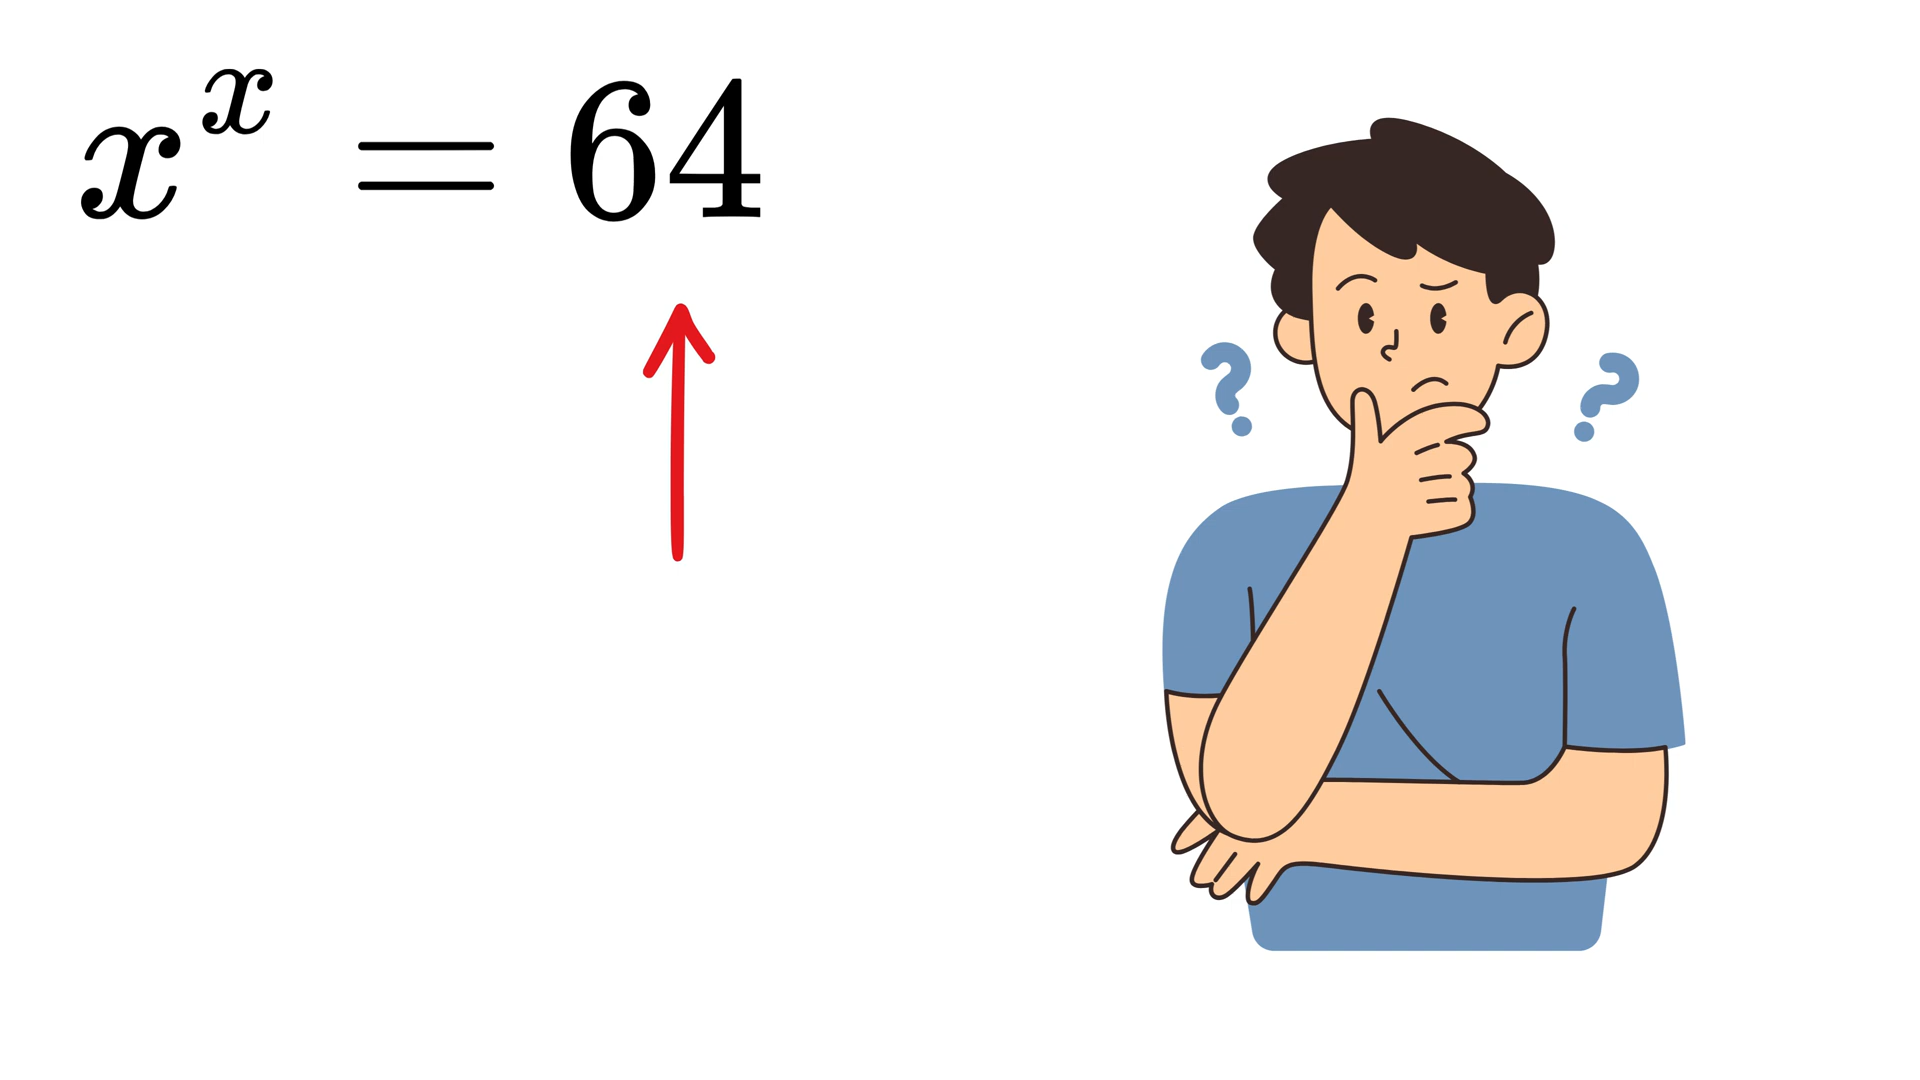 x^x = 64
? ?